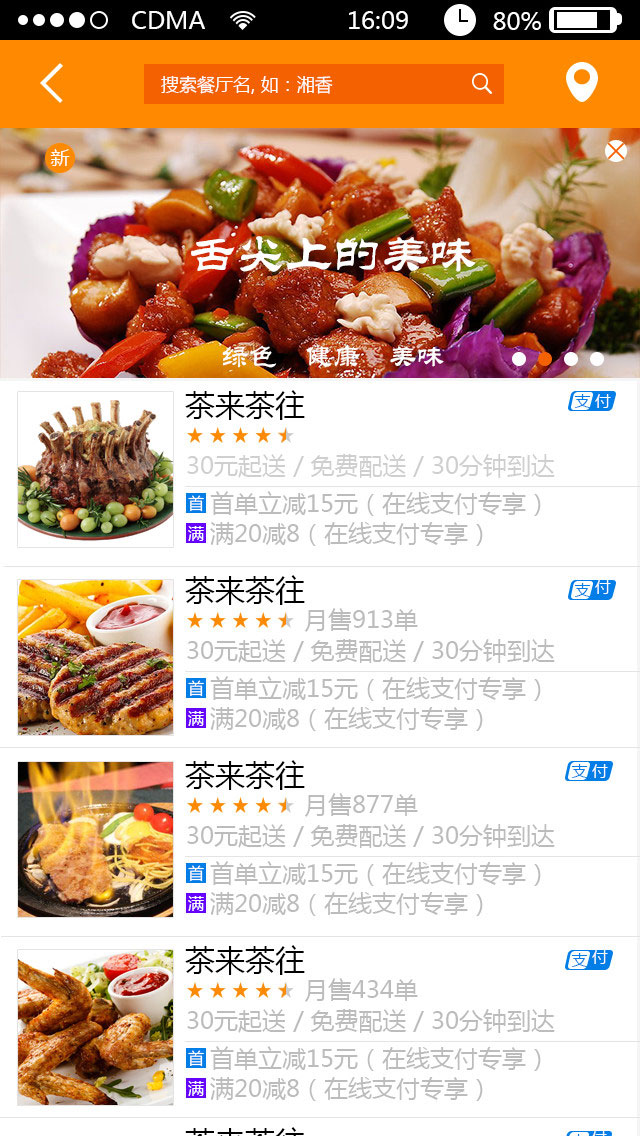 CDMA 16:09 80%
搜索餐厅名, 如：湘香
新
舌尖上的美味
绿色 健康 美味
茶来茶往 支付
30元起送 / 免费配送 / 30分钟到达
首 首单立减15元（在线支付专享）
满 满20减8（在线支付专享）
茶来茶往 支付
月售913单
30元起送 / 免费配送 / 30分钟到达
首 首单立减15元（在线支付专享）
满 满20减8（在线支付专享）
茶来茶往 支付
月售877单
30元起送 / 免费配送 / 30分钟到达
首 首单立减15元（在线支付专享）
满 满20减8（在线支付专享）
茶来茶往 支付
月售434单
30元起送 / 免费配送 / 30分钟到达
首 首单立减15元（在线支付专享）
满 满20减8（在线支付专享）